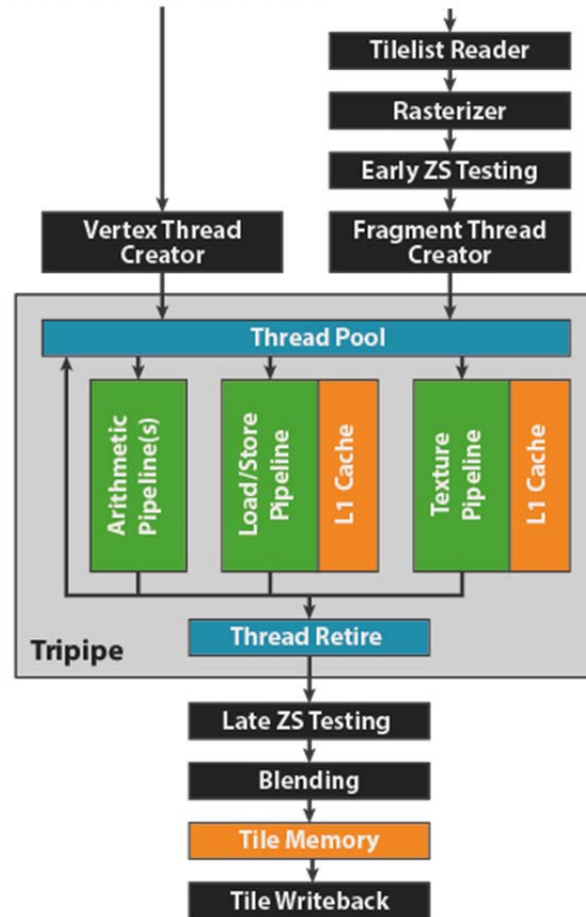 Tilelist Reader
Rasterizer
Early ZS Testing
Vertex Thread
Creator
Fragment Thread
Creator
Thread Pool
Arithmetic
Pipeline(s)
Load/Store
Pipeline
L1 Cache
Texture
Pipeline
L1 Cache
Thread Retire
Tripipe
Late ZS Testing
Blending
Tile Memory
Tile Writeback